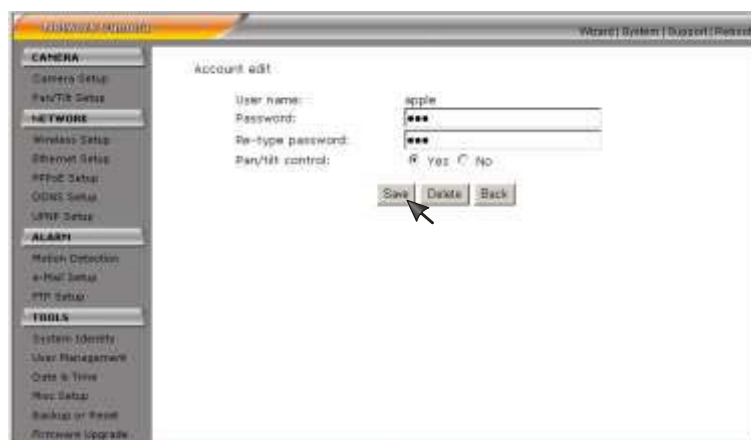 Wizard | System | Support | Reboot
CAMERA
Camera Setup
Pan/Tilt Setup
NETWORK
Wireless Setup
Ethernet Setup
PPPoE Setup
DDNS Setup
UPNP Setup
ALARM
Motion Detection
e-Mail Setup
FTP Setup
TOOLS
System Identity
User Management
Date & Time
Misc Setup
Backup or Reset
Firmware Upgrade
Account edit
User name: apple
Password: ●●●
Re-type password: ●●●
Pan/tilt control: Yes No
Save Delete Back